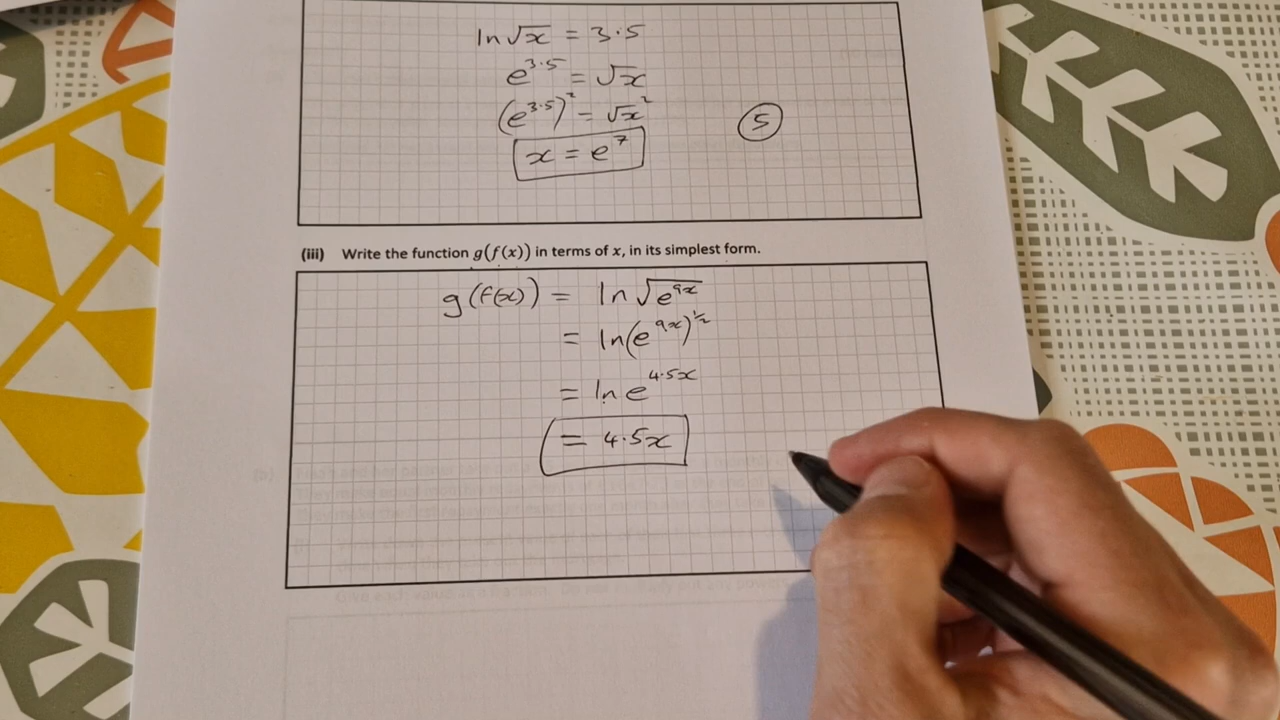 ln√x = 3.5
e^3.5 = √x
(e^3.5)^2 = √x^2
x = e^7
5
(iii) Write the function g(f(x)) in terms of x, in its simplest form.
g(f(x)) = ln √e^9x
= ln(e^9x)^½
= ln e^4.5x
= 4.5x